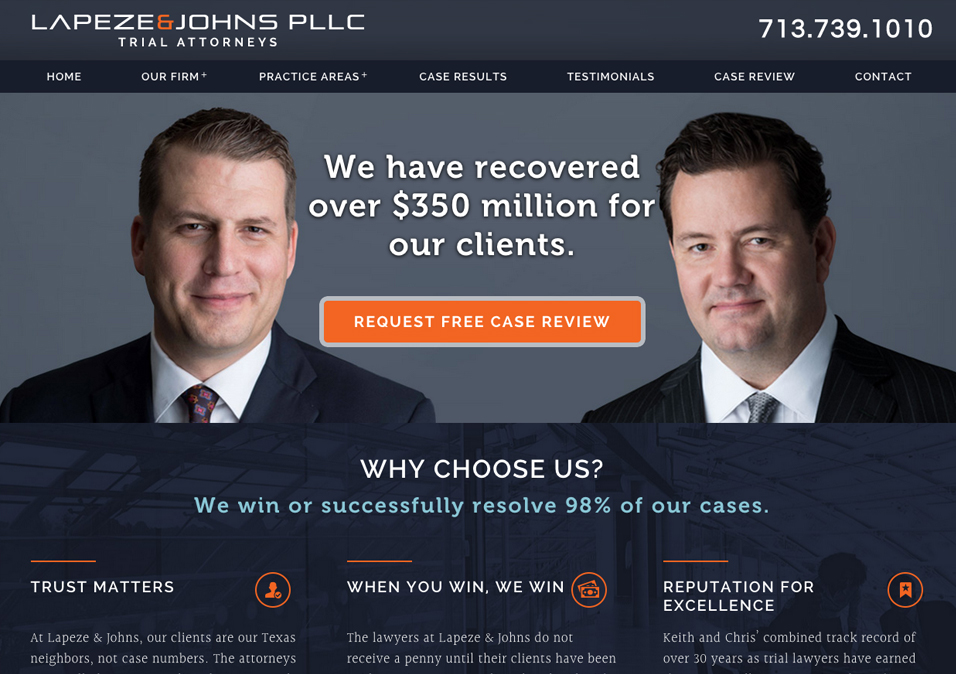 LAPEZE&JOHNS PLLC
TRIAL ATTORNEYS
713.739.1010
HOME
OUR FIRM+
PRACTICE AREAS+
CASE RESULTS
TESTIMONIALS
CASE REVIEW
CONTACT
We have recovered
over $350 million for
our clients.
REQUEST FREE CASE REVIEW
WHY CHOOSE US?
We win or successfully resolve 98% of our cases.
TRUST MATTERS
At Lapeze & Johns, our clients are our Texas
neighbors, not case numbers. The attorneys
WHEN YOU WIN, WE WIN
The lawyers at Lapeze & Johns do not
receive a penny until their clients have been
REPUTATION FOR
EXCELLENCE
Keith and Chris’ combined track record of
over 30 years as trial lawyers have earned